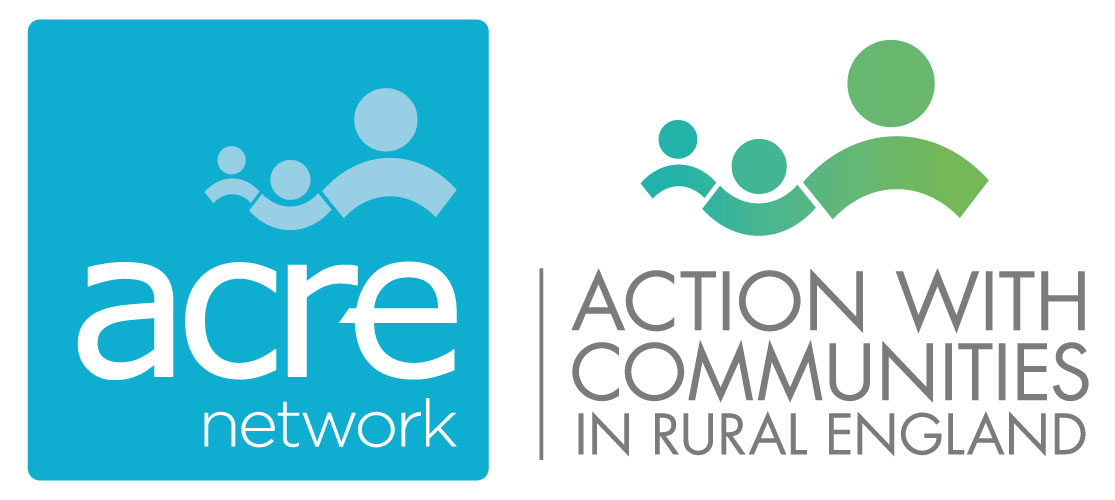 acre
network
ACTION WITH
COMMUNITIES
IN RURAL ENGLAND